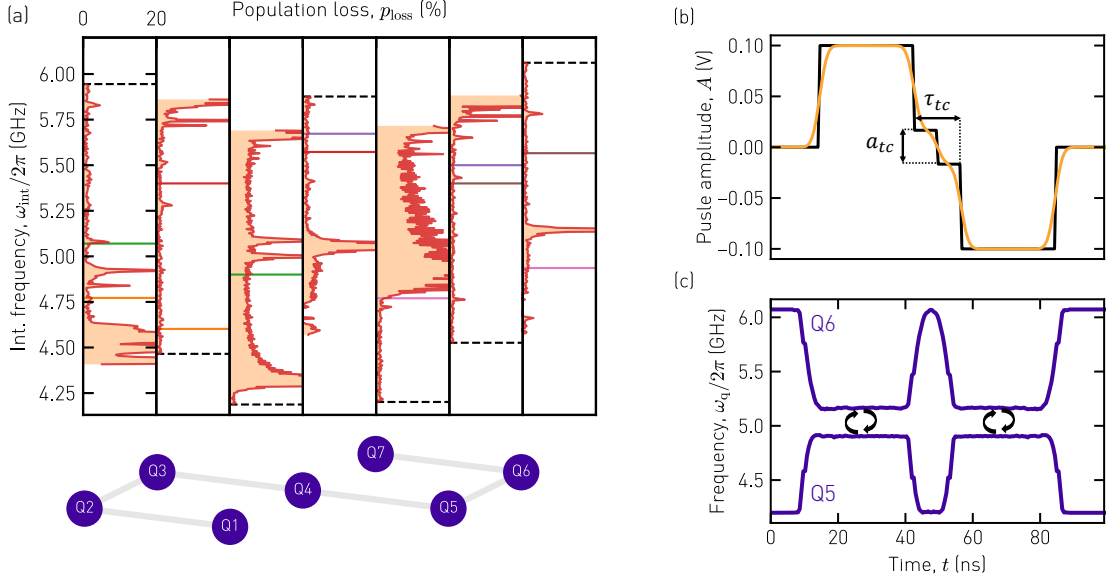 (a)
Population loss, p_loss (%)
0 20
Int. frequency, ω_int/2π (GHz)
6.00
5.75
5.50
5.25
5.00
4.75
4.50
4.25
Q3
Q2
Q1
Q4
Q7
Q6
Q5
(b)
Pusle amplitude, A (V)
0.10
0.05
0.00
−0.05
−0.10
τ_tc
a_tc
(c)
Frequency, ω_q/2π (GHz)
6.0
5.5
5.0
4.5
Q6
Q5
0 20 40 60 80
Time, t (ns)